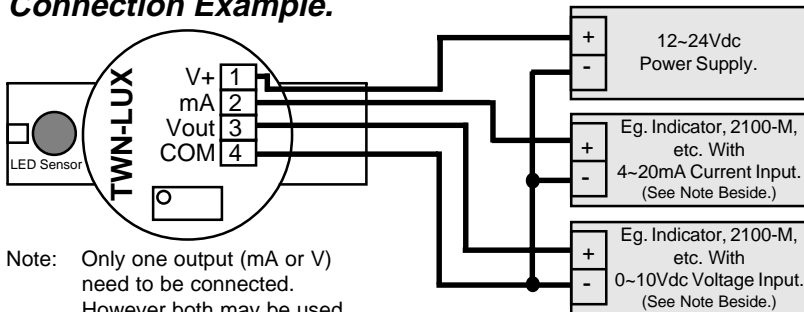 Connection Example.
TWN-LUX
LED Sensor
V+ 1
mA 2
Vout 3
COM 4
+
-
12~24Vdc
Power Supply.
+
-
Eg. Indicator, 2100-M,
etc. With
4~20mA Current Input.
(See Note Beside.)
+
-
Eg. Indicator, 2100-M,
etc. With
0~10Vdc Voltage Input.
(See Note Beside.)
Note: Only one output (mA or V)
need to be connected.
However both may be used